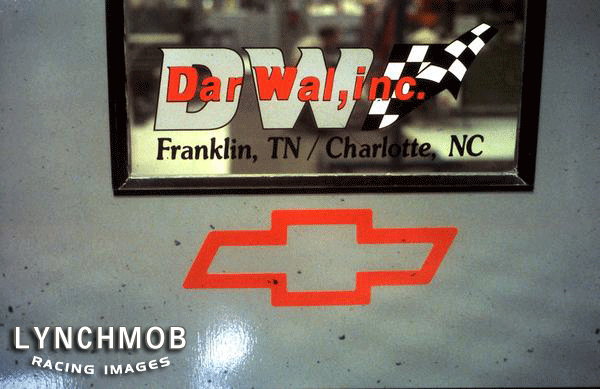 DW
Dar Wal, inc.
Franklin, TN / Charlotte, NC
LYNCHMOB
RACING IMAGES